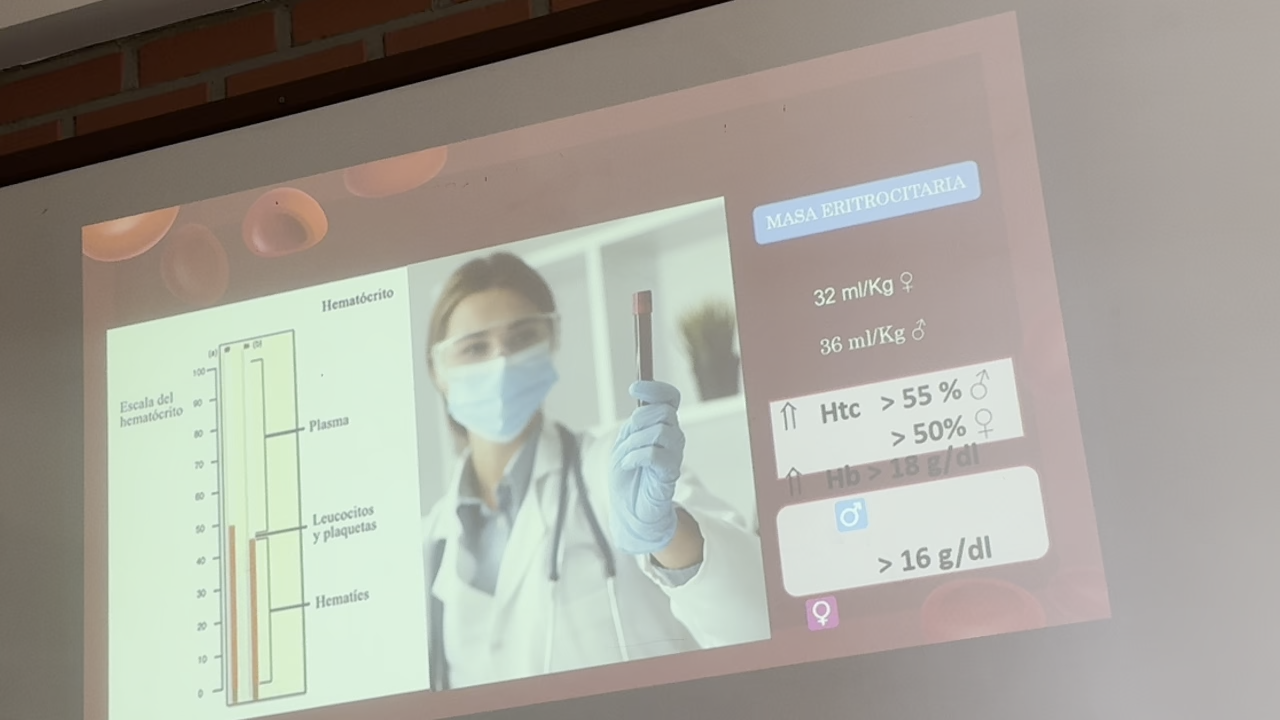 Hematócrito
(a) (b)
Escala del
hematócrito
100
90
80
70
60
50
40
30
20
10
0
Plasma
Leucocitos
y plaquetas
Hematíes
MASA ERITROCITARIA
32 ml/Kg ♀
36 ml/Kg ♂
⇑ Htc > 55 % ♂
> 50% ♀
⇑ Hb > 18 g/dl
♂
> 16 g/dl
♀